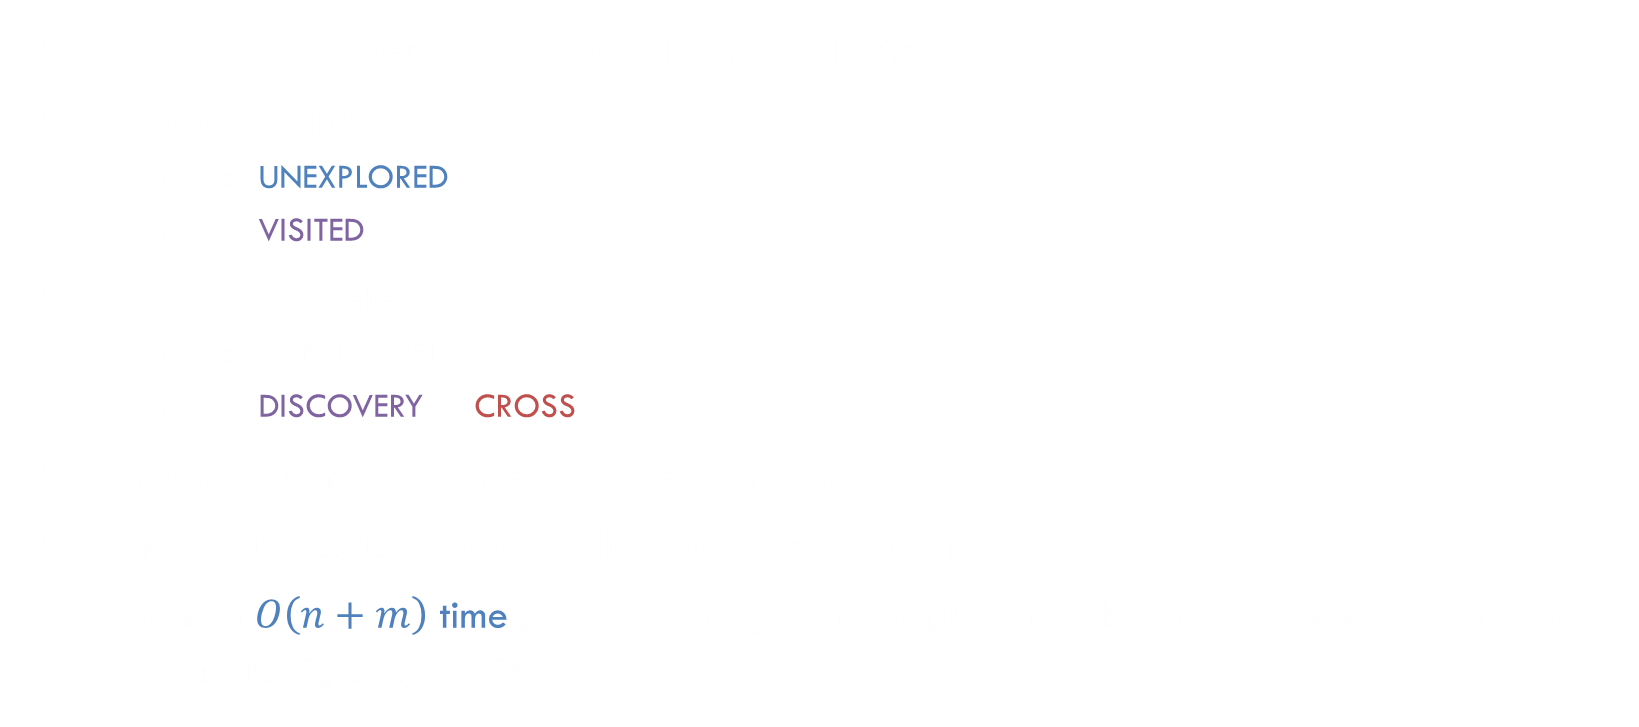 UNEXPLORED
VISITED
DISCOVERY CROSS
O(n + m) time